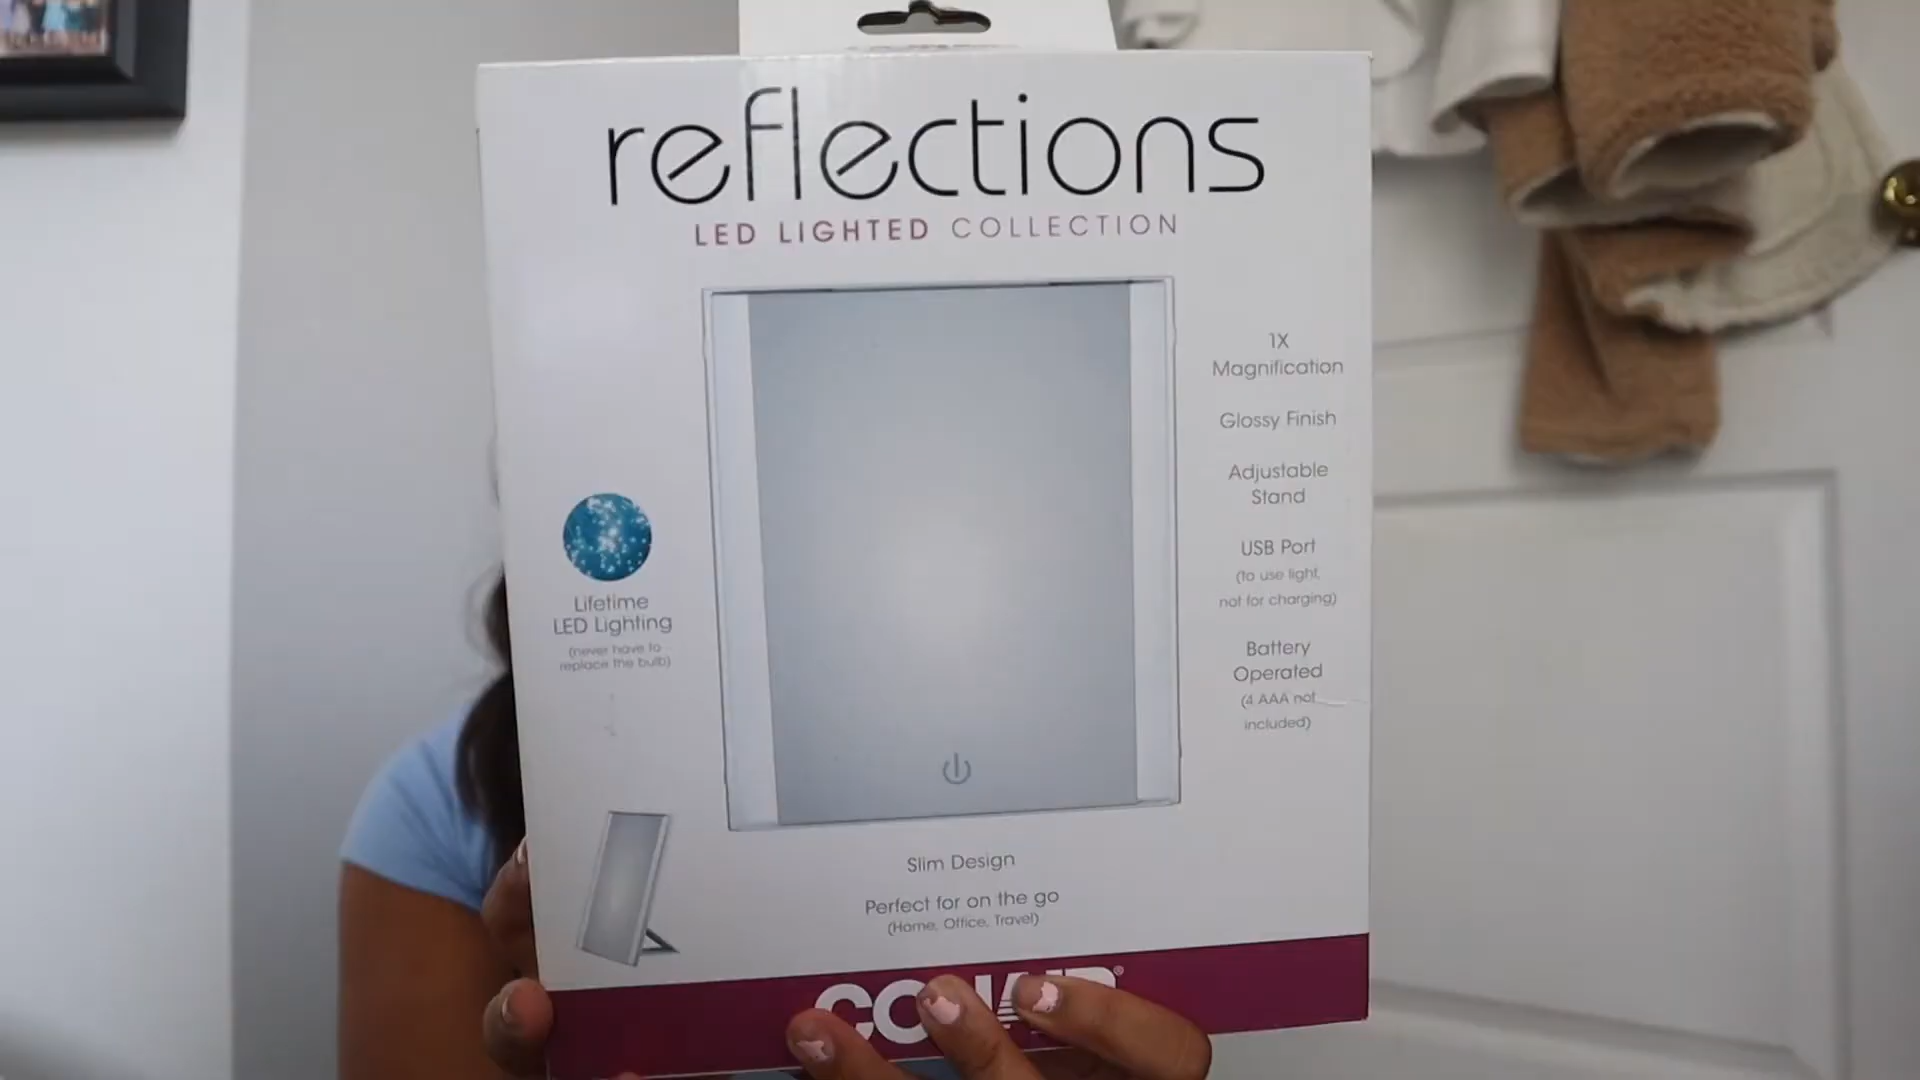 reflections
LED LIGHTED COLLECTION
1X
Magnification
Glossy Finish
Adjustable
Stand
USB Port
(to use light,
not for charging)
Battery
Operated
(4 AAA not
included)
Lifetime
LED Lighting
(never have to
replace the bulb)
Slim Design
Perfect for on the go
(Home, Office, Travel)
CONAIR®